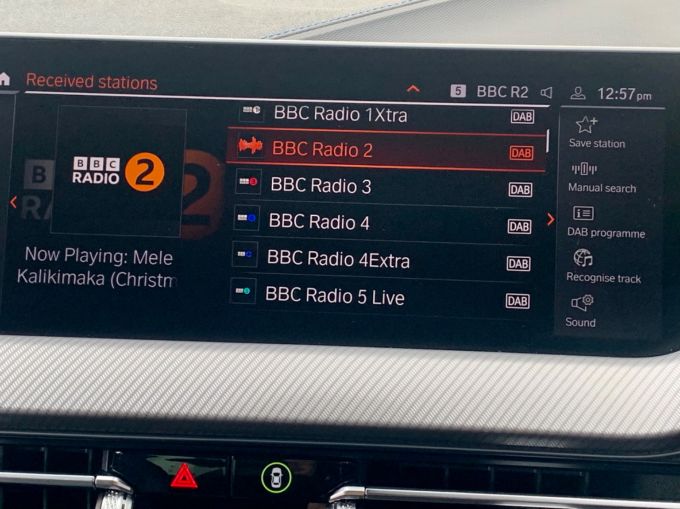 Received stations
5 BBC R2
12:57pm
BBC
RADIO 2
Now Playing: Mele
Kalikimaka (Christm
BBC Radio 1Xtra DAB
BBC Radio 2 DAB
BBC Radio 3 DAB
BBC Radio 4 DAB
BBC Radio 4Extra DAB
BBC Radio 5 Live DAB
Save station
Manual search
DAB programme
Recognise track
Sound